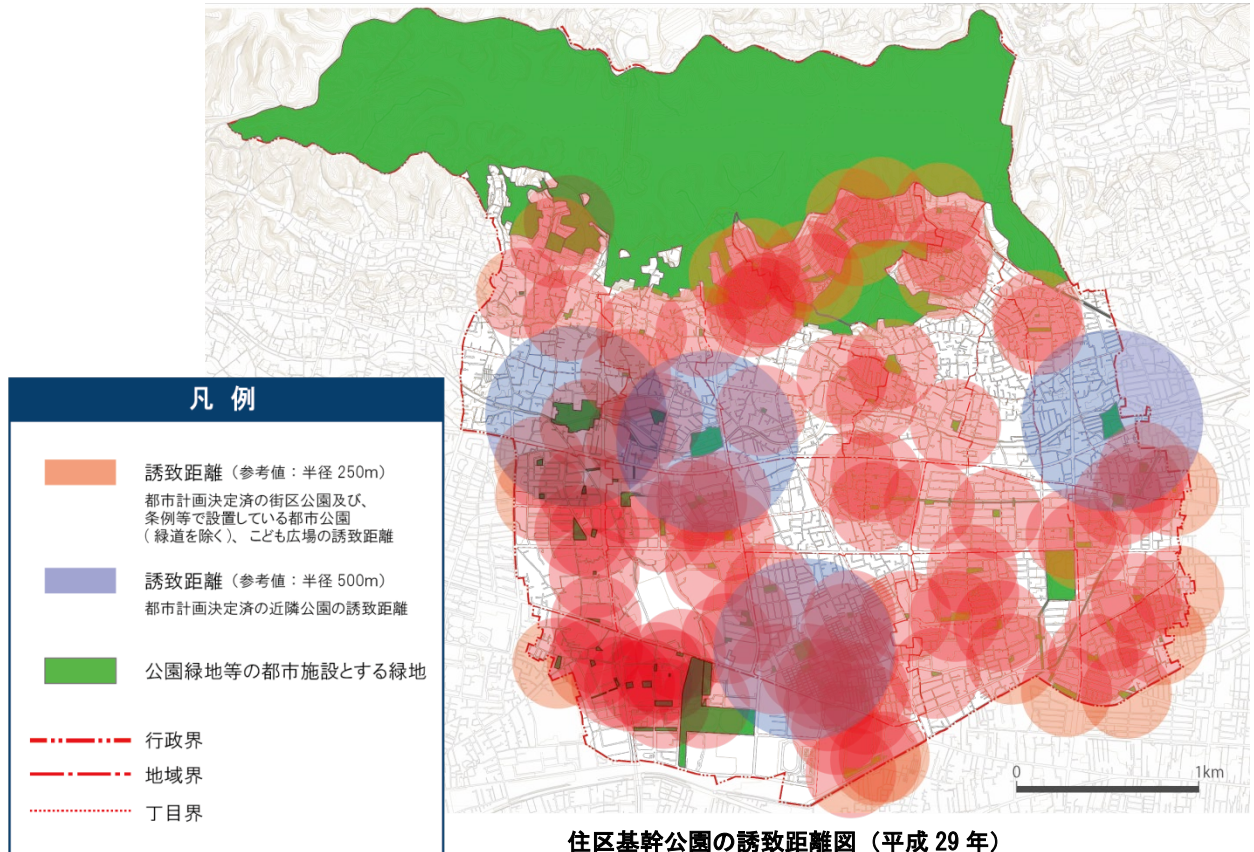 凡 例
誘致距離（参考値：半径 250m）
都市計画決定済の街区公園及び、
条例等で設置している都市公園
（緑道を除く）、こども広場の誘致距離
誘致距離（参考値：半径 500m）
都市計画決定済の近隣公園の誘致距離
公園緑地等の都市施設とする緑地
行政界
地域界
丁目界
0 1km
住区基幹公園の誘致距離図（平成 29 年）